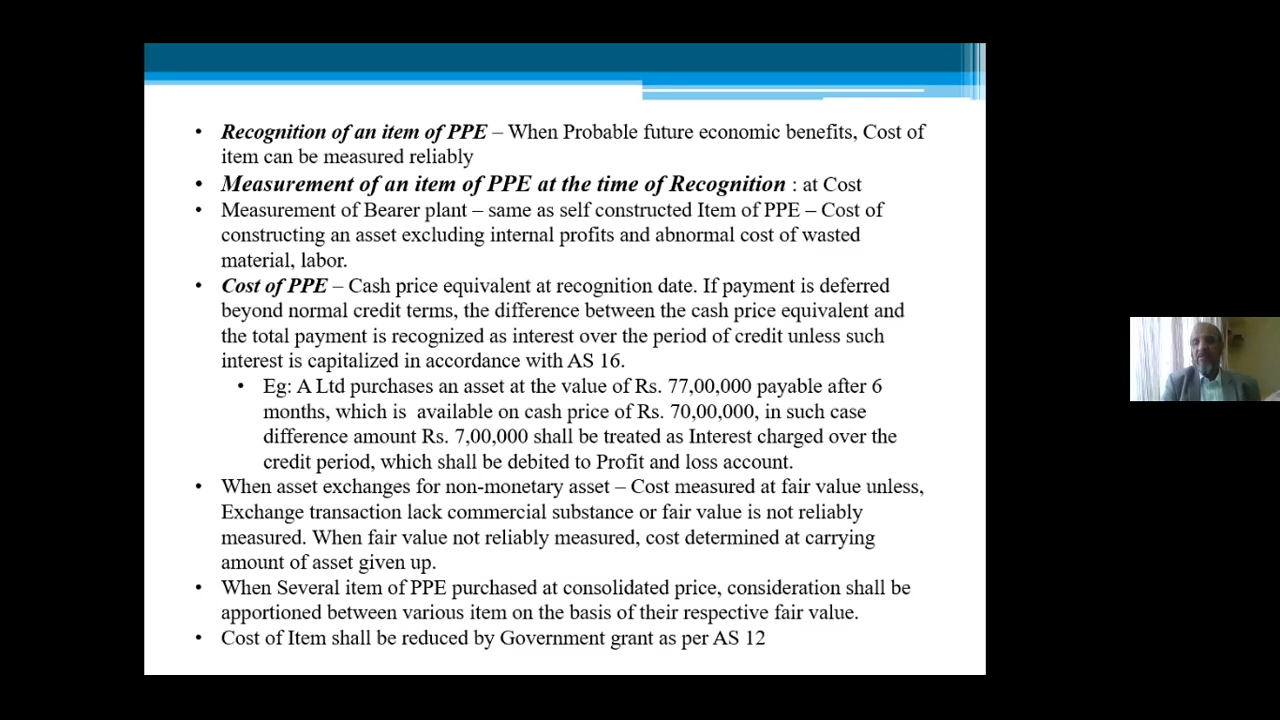 • Recognition of an item of PPE – When Probable future economic benefits, Cost of
item can be measured reliably
• Measurement of an item of PPE at the time of Recognition : at Cost
• Measurement of Bearer plant – same as self constructed Item of PPE – Cost of
constructing an asset excluding internal profits and abnormal cost of wasted
material, labor.
• Cost of PPE – Cash price equivalent at recognition date. If payment is deferred
beyond normal credit terms, the difference between the cash price equivalent and
the total payment is recognized as interest over the period of credit unless such
interest is capitalized in accordance with AS 16.
• Eg: A Ltd purchases an asset at the value of Rs. 77,00,000 payable after 6
months, which is available on cash price of Rs. 70,00,000, in such case
difference amount Rs. 7,00,000 shall be treated as Interest charged over the
credit period, which shall be debited to Profit and loss account.
• When asset exchanges for non-monetary asset – Cost measured at fair value unless,
Exchange transaction lack commercial substance or fair value is not reliably
measured. When fair value not reliably measured, cost determined at carrying
amount of asset given up.
• When Several item of PPE purchased at consolidated price, consideration shall be
apportioned between various item on the basis of their respective fair value.
• Cost of Item shall be reduced by Government grant as per AS 12